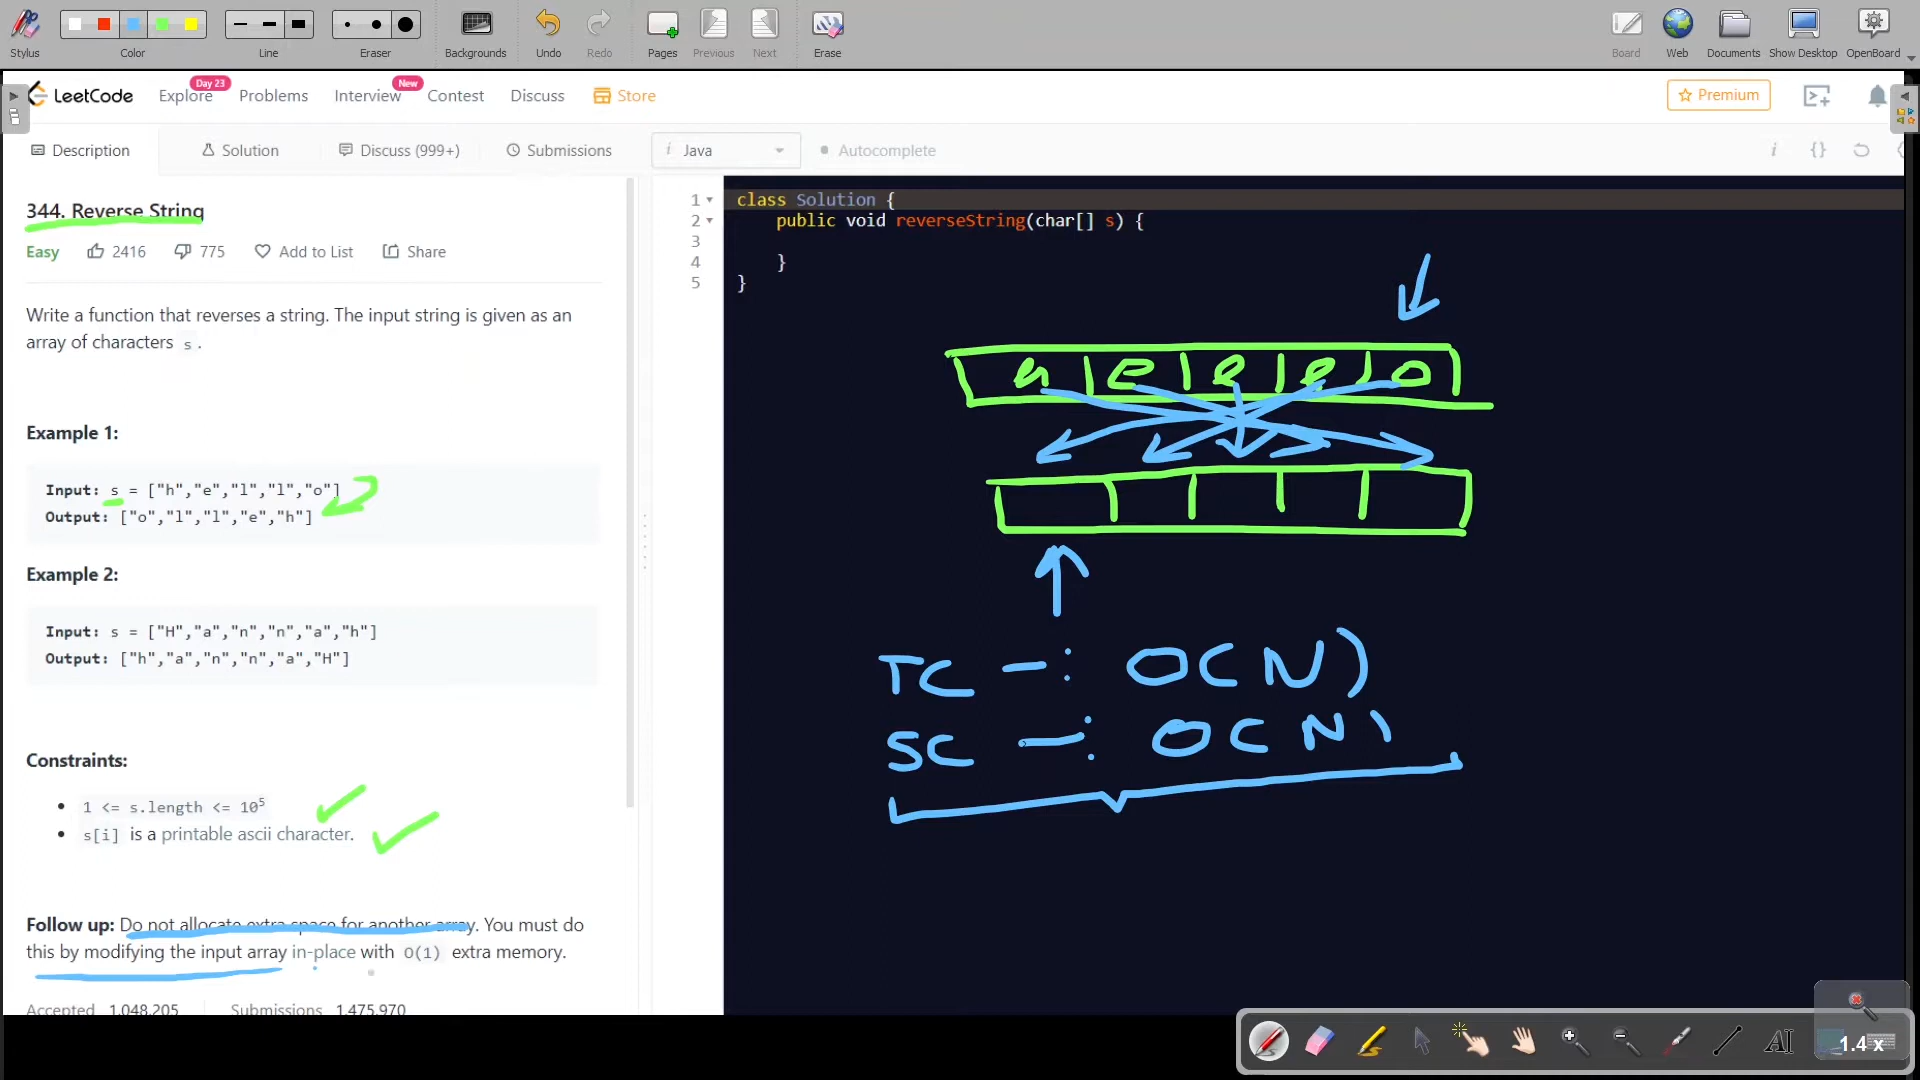 Stylus Color Line Eraser Backgrounds Undo Redo Pages Previous Next Erase Board Web Documents Show Desktop OpenBoard
LeetCode Explore Day 23 Problems Interview New Contest Discuss Store Premium
Description Solution Discuss (999+) Submissions i Java Autocomplete i {}
344. Reverse String
Easy 2416 775 Add to List Share
Write a function that reverses a string. The input string is given as an
array of characters s .
Example 1:
Input: s = ["h","e","l","l","o"]
Output: ["o","l","l","e","h"]
Example 2:
Input: s = ["H","a","n","n","a","h"]
Output: ["h","a","n","n","a","H"]
Constraints:
• 1 <= s.length <= 10⁵
• s[i] is a printable ascii character.
Follow up: Do not allocate extra space for another array. You must do
this by modifying the input array in-place with O(1) extra memory.
Accepted 1,048,205 Submissions 1,475,970
1 class Solution {
2 public void reverseString(char[] s) {
3
4 }
5 }
h e l l o
TC -: O(N)
SC -: O(N)
AI 1.4 x